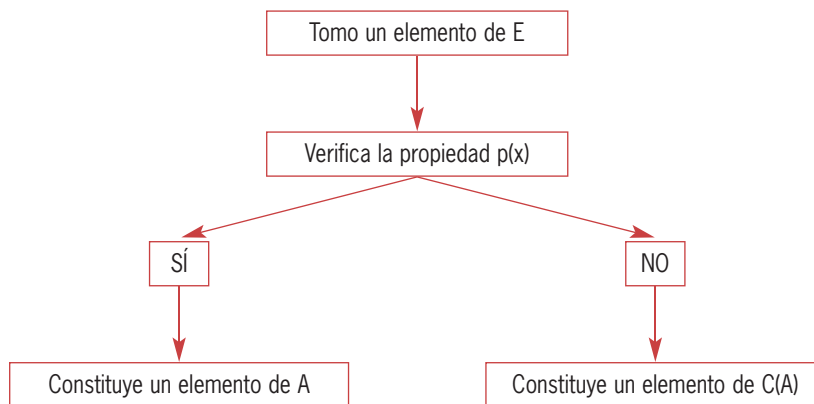 Tomo un elemento de E
Verifica la propiedad p(x)
SÍ
NO
Constituye un elemento de A
Constituye un elemento de C(A)